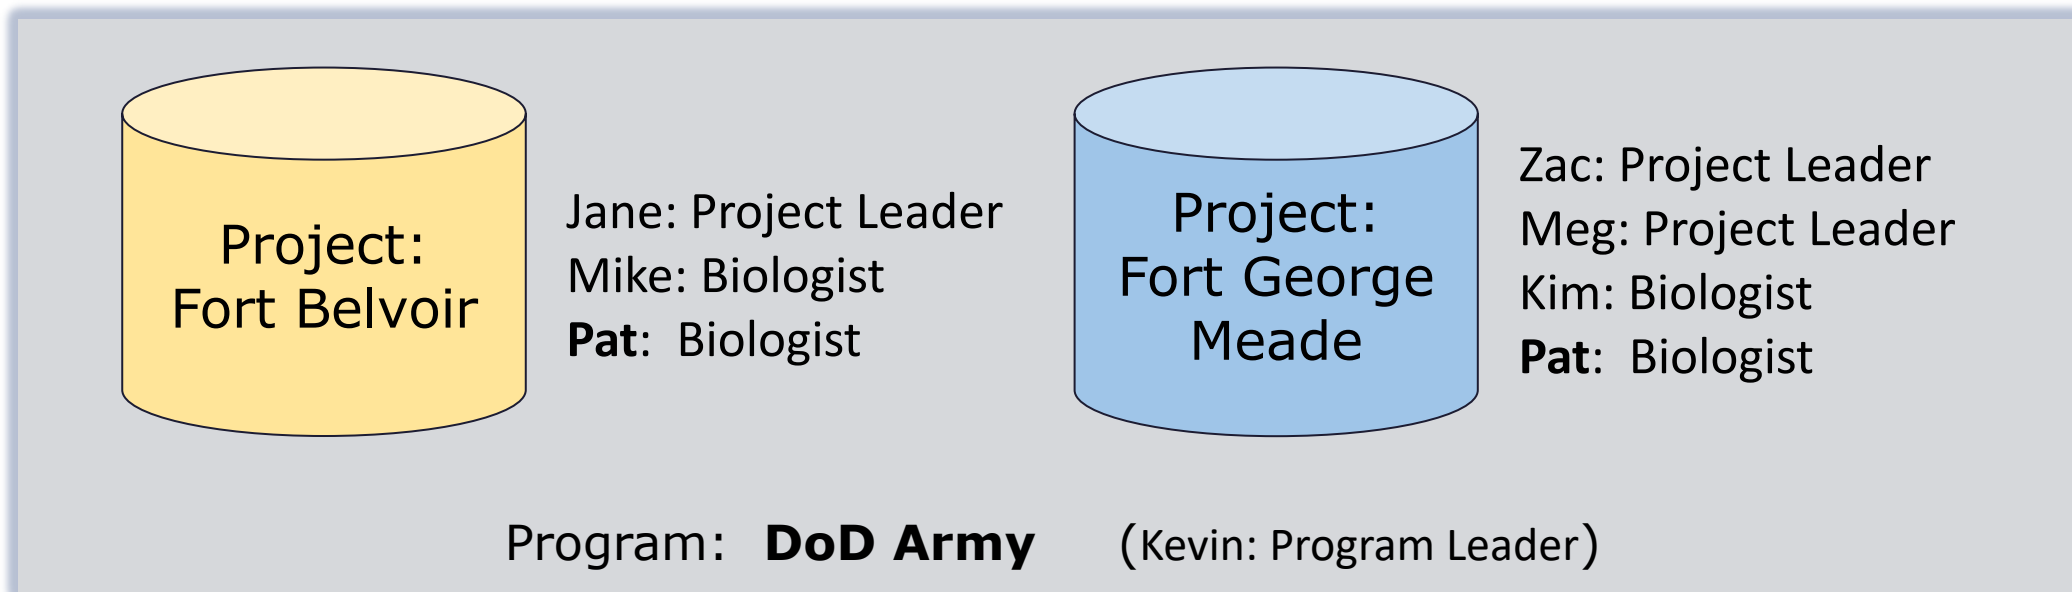 Project:
Fort Belvoir
Jane: Project Leader
Mike: Biologist
Pat:  Biologist
Project:
Fort George
Meade
Zac: Project Leader
Meg: Project Leader
Kim: Biologist
Pat:  Biologist
Program:  DoD Army    (Kevin: Program Leader)